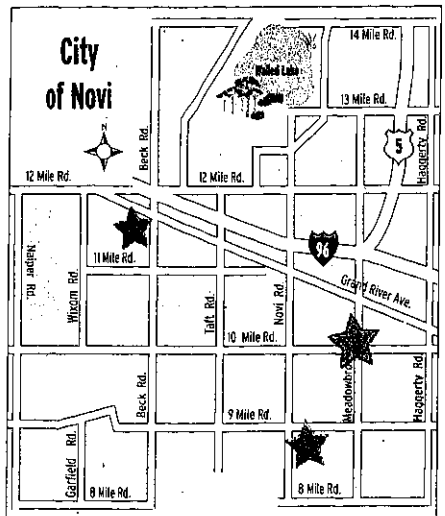 City
of Novi
14 Mile Rd.
Walled Lake
13 Mile Rd.
Beck Rd.
5
Haggerty Rd.
12 Mile Rd.
12 Mile Rd.
Napier Rd.
Wixom Rd.
11 Mile Rd.
96
Grand River Ave.
Taft Rd.
Novi Rd.
10 Mile Rd.
Beck Rd.
Meadowbro
Haggerty Rd.
9 Mile Rd.
Garfield Rd.
8 Mile Rd.
8 Mile Rd.